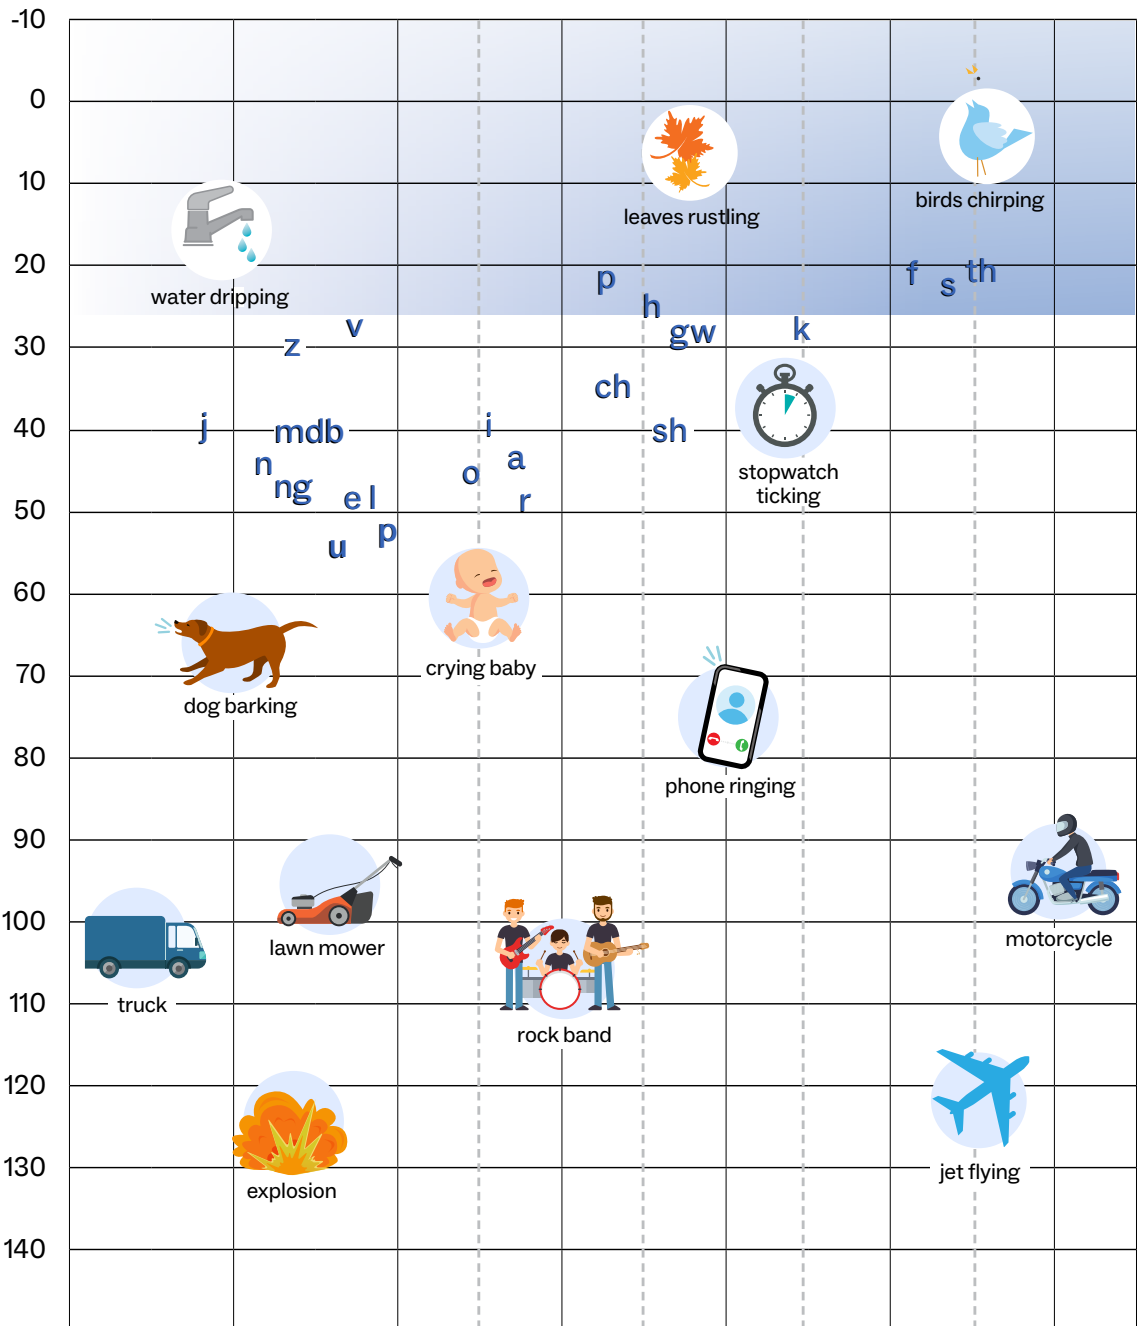 -10
0
10
birds chirping
leaves rustling
20
p
f
s
th
water dripping
h
v
gw
k
30
z
ch
j
40
mdb
i
sh
n
o
a
stopwatch
ticking
ng
e l
r
50
u
p
60
crying baby
70
dog barking
80
phone ringing
90
100
lawn mower
motorcycle
110
truck
rock band
120
130
jet flying
explosion
140